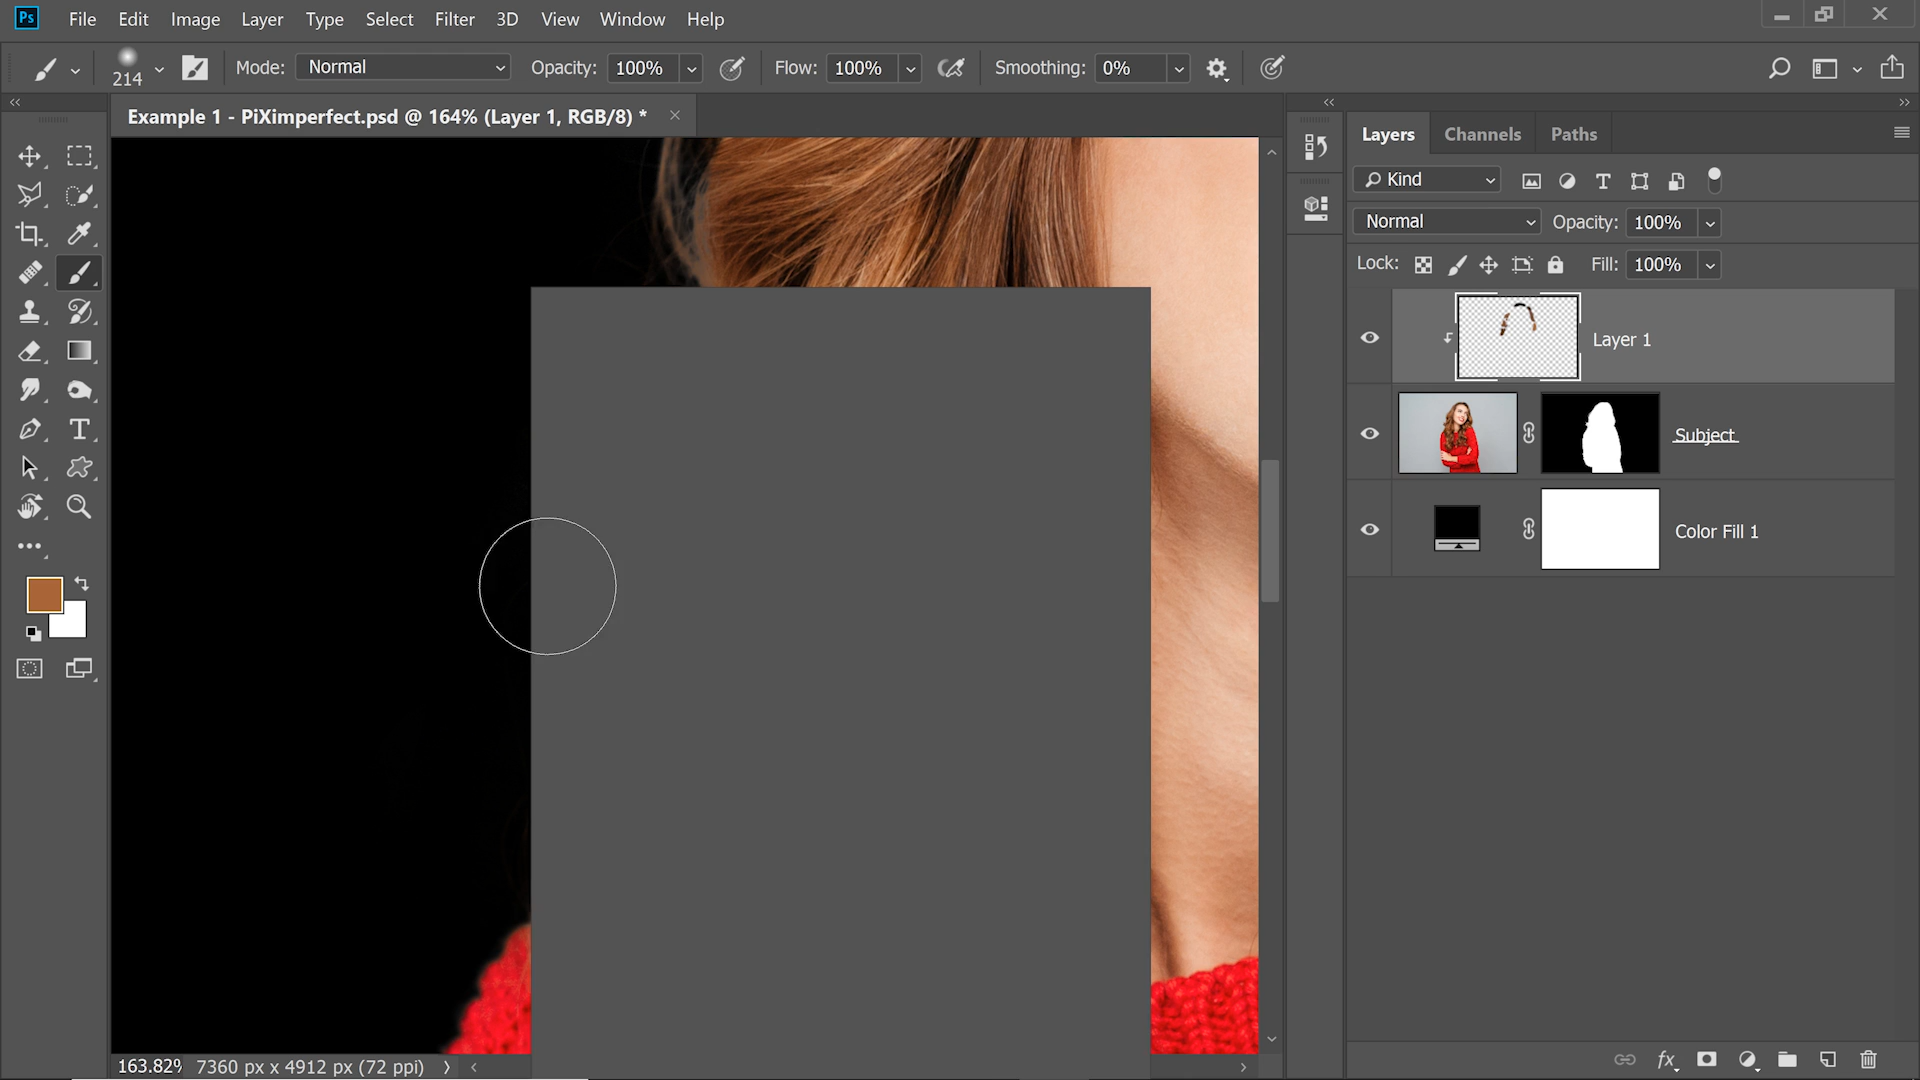 Ps File Edit Image Layer Type Select Filter 3D View Window Help
214 Mode: Normal Opacity: 100% Flow: 100% Smoothing: 0%
Example 1 - PiXimperfect.psd @ 164% (Layer 1, RGB/8) *
Layers Channels Paths
Kind
Normal Opacity: 100%
Lock: Fill: 100%
Layer 1
Subject
Color Fill 1
163.82% 7360 px x 4912 px (72 ppi)